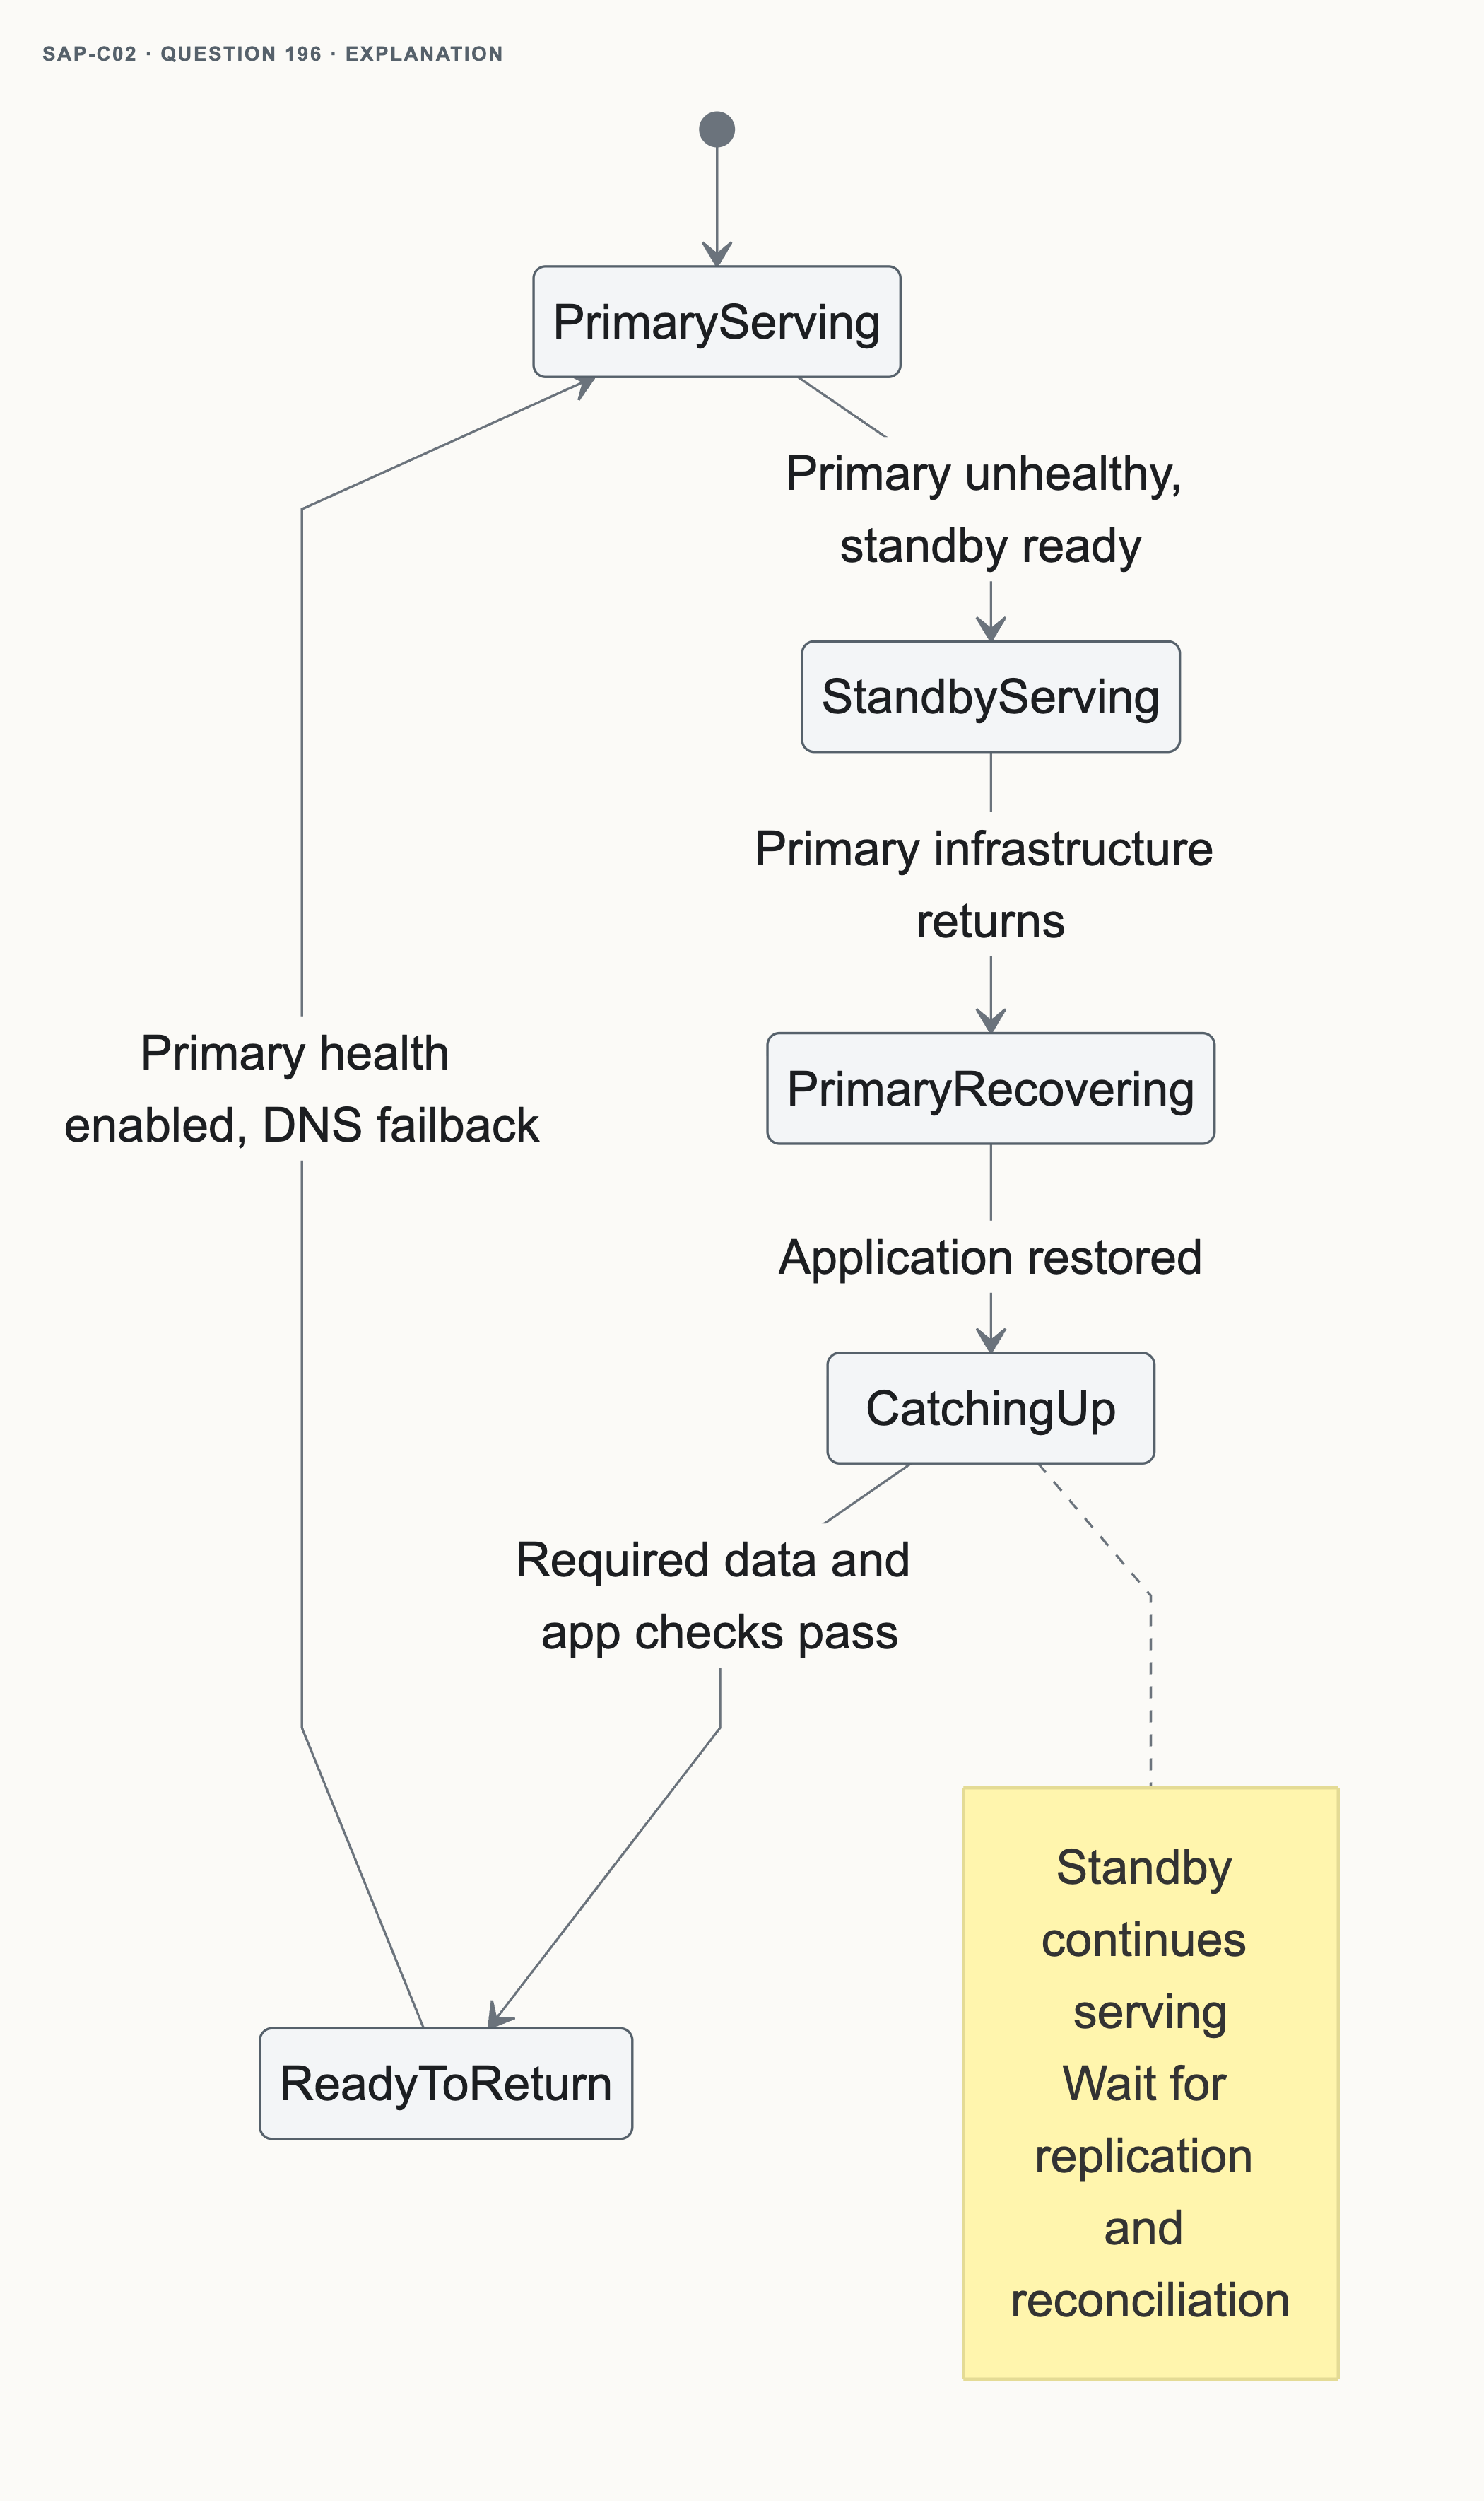 SAP-C02 · QUESTION 196 · EXPLANATION
PrimaryServing
Primary unhealthy,
standby ready
StandbyServing
Primary infrastructure
returns
PrimaryRecovering
Primary health
enabled, DNS failback
Application restored
CatchingUp
Required data and
app checks pass
ReadyToReturn
Standby
continues
serving
Wait for
replication
and
reconciliation